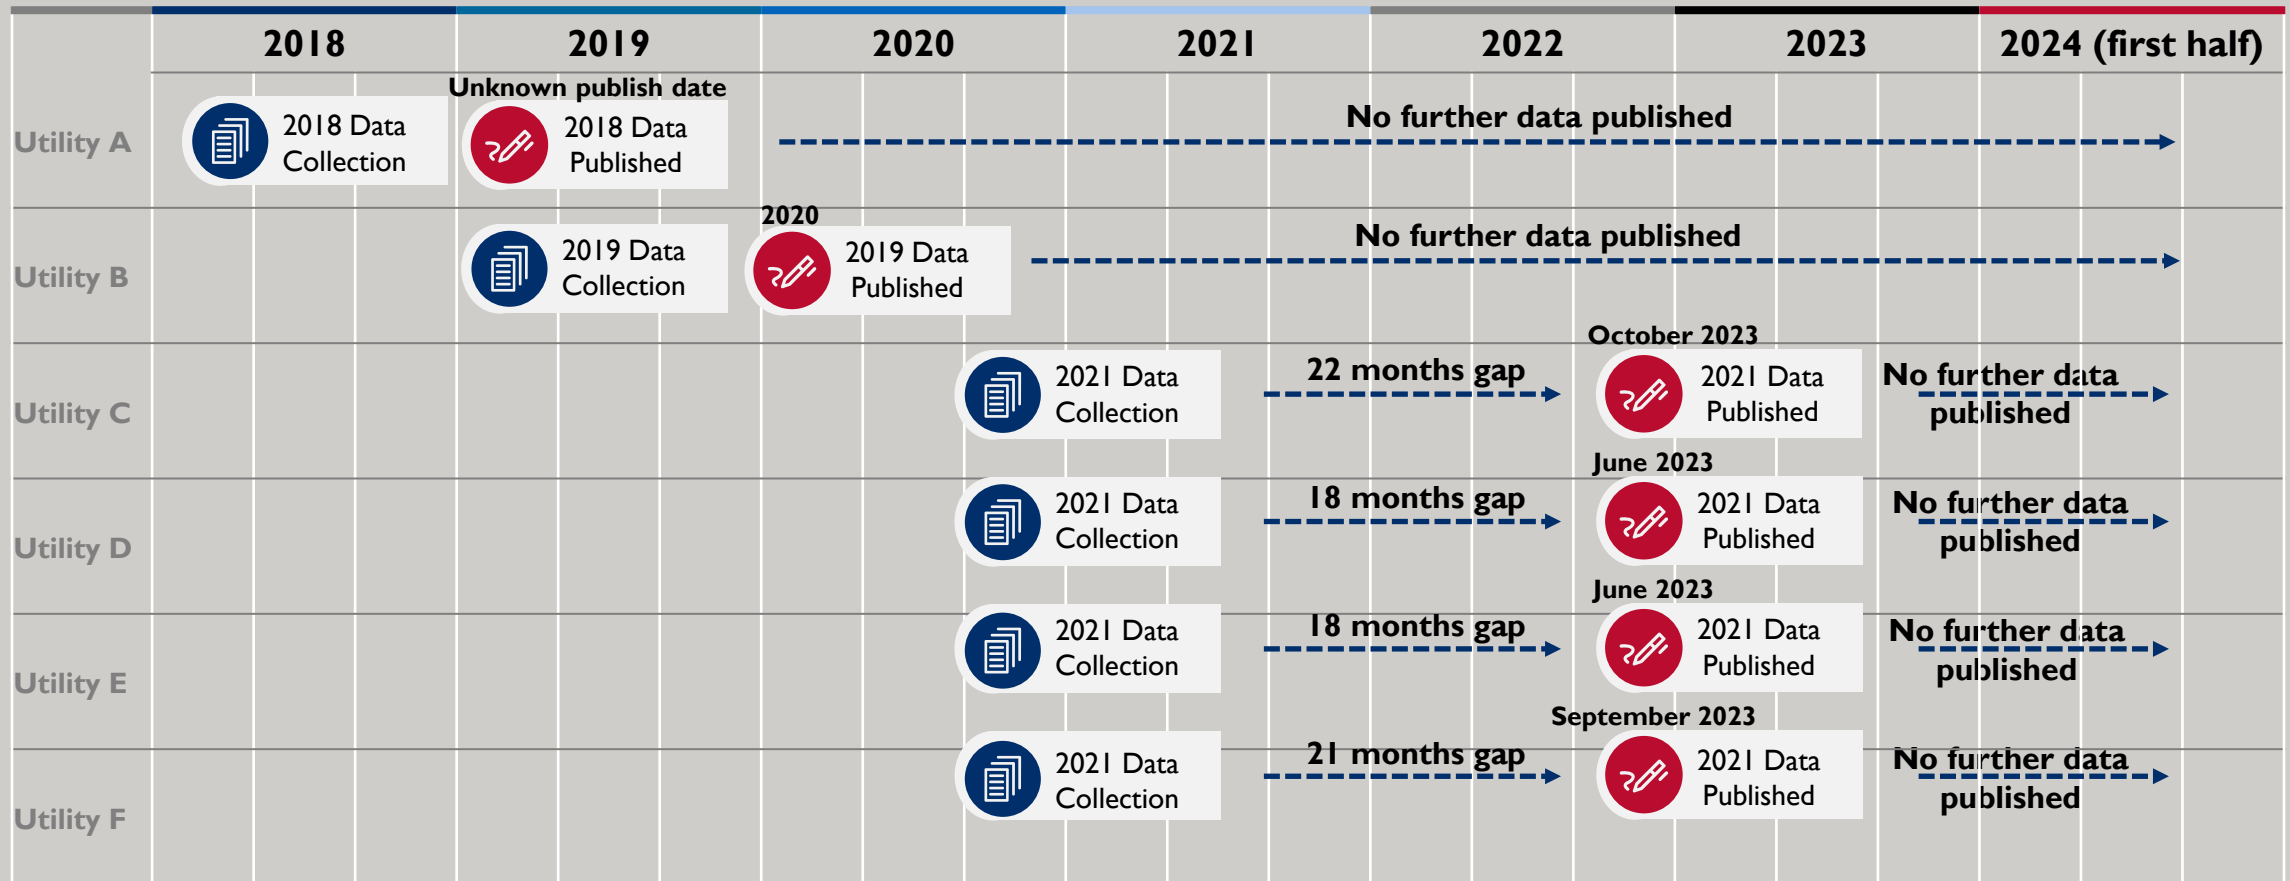 2018
2019
2020
2021
2022
2023
2024 (first half)
Utility A
2018 Data
Collection
Unknown publish date
2018 Data
Published
No further data published
Utility B
2019 Data
Collection
2020
2019 Data
Published
No further data published
Utility C
2021 Data
Collection
22 months gap
October 2023
2021 Data
Published
No further data
published
Utility D
2021 Data
Collection
18 months gap
June 2023
2021 Data
Published
No further data
published
Utility E
2021 Data
Collection
18 months gap
June 2023
2021 Data
Published
No further data
published
Utility F
2021 Data
Collection
21 months gap
September 2023
2021 Data
Published
No further data
published